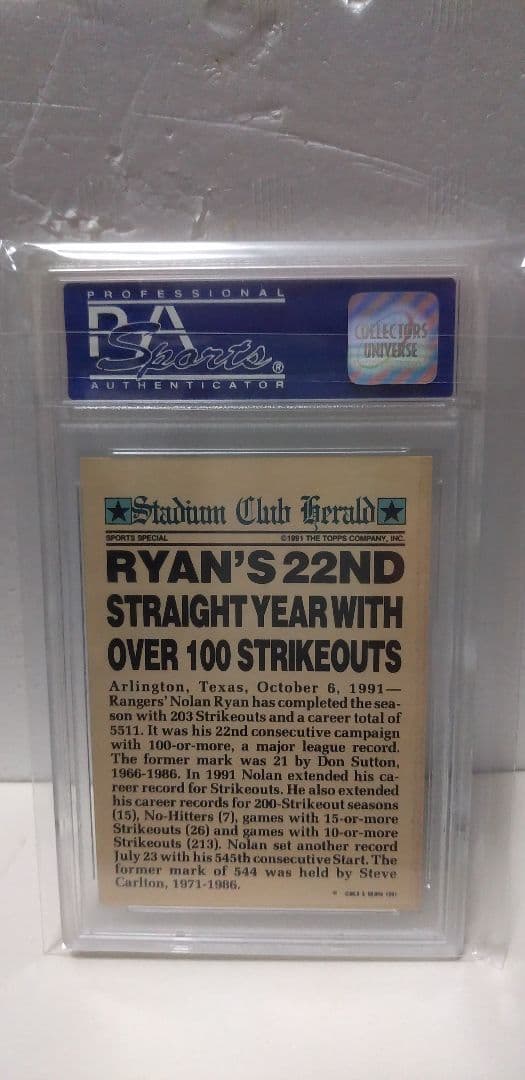 PROFESSIONAL
PSA
Sports®
AUTHENTICATOR
COLLECTORS
UNIVERSE
★Stadium Club Herald★
SPORTS SPECIAL ©1991 THE TOPPS COMPANY, INC.
RYAN'S 22ND
STRAIGHT YEAR WITH
OVER 100 STRIKEOUTS
Arlington, Texas, October 6, 1991—
Rangers' Nolan Ryan has completed the sea-
son with 203 Strikeouts and a career total of
5511. It was his 22nd consecutive campaign
with 100-or-more, a major league record.
The former mark was 21 by Don Sutton,
1966-1986. In 1991 Nolan extended his ca-
reer record for Strikeouts. He also extended
his career records for 200-Strikeout seasons
(15), No-Hitters (7), games with 15-or-more
Strikeouts (26) and games with 10-or-more
Strikeouts (213). Nolan set another record
July 23 with his 545th consecutive Start. The
former mark of 544 was held by Steve
Carlton, 1971-1986.